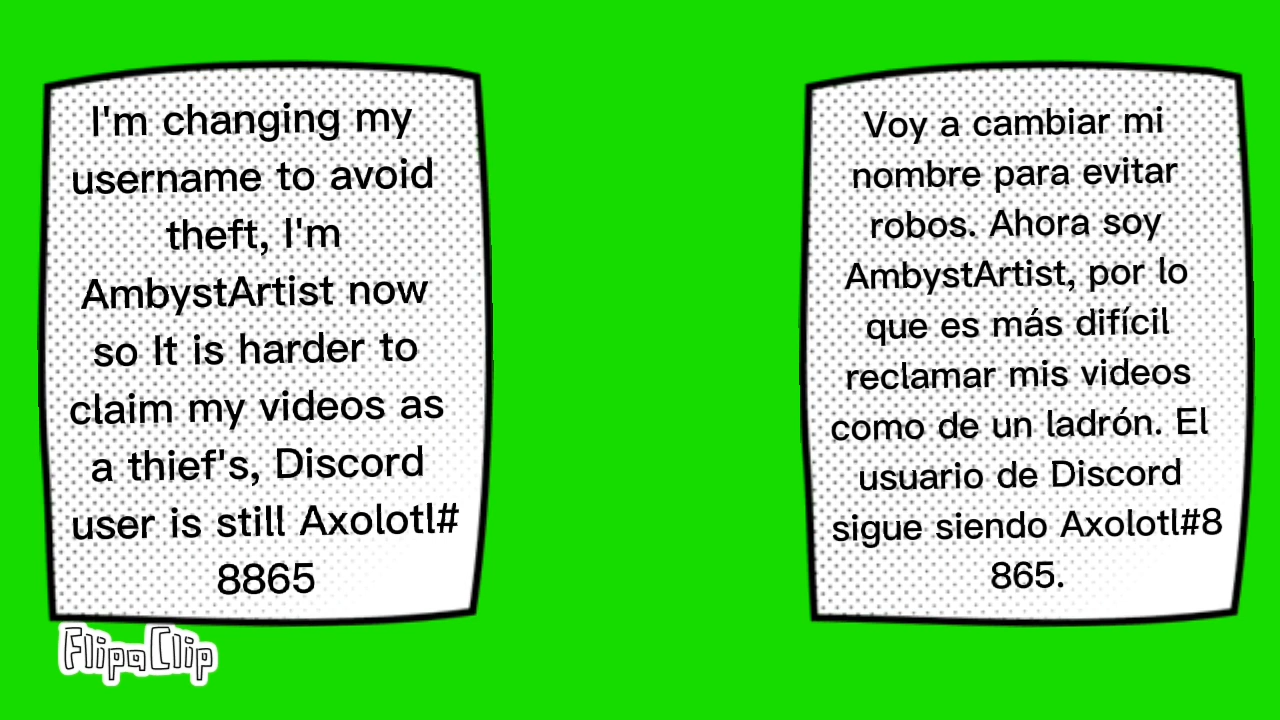 I'm changing my
username to avoid
theft, I'm
AmbystArtist now
so It is harder to
claim my videos as
a thief's, Discord
user is still Axolotl#
8865
Voy a cambiar mi
nombre para evitar
robos. Ahora soy
AmbystArtist, por lo
que es más difícil
reclamar mis videos
como de un ladrón. El
usuario de Discord
sigue siendo Axolotl#8
865.
FlipaClip